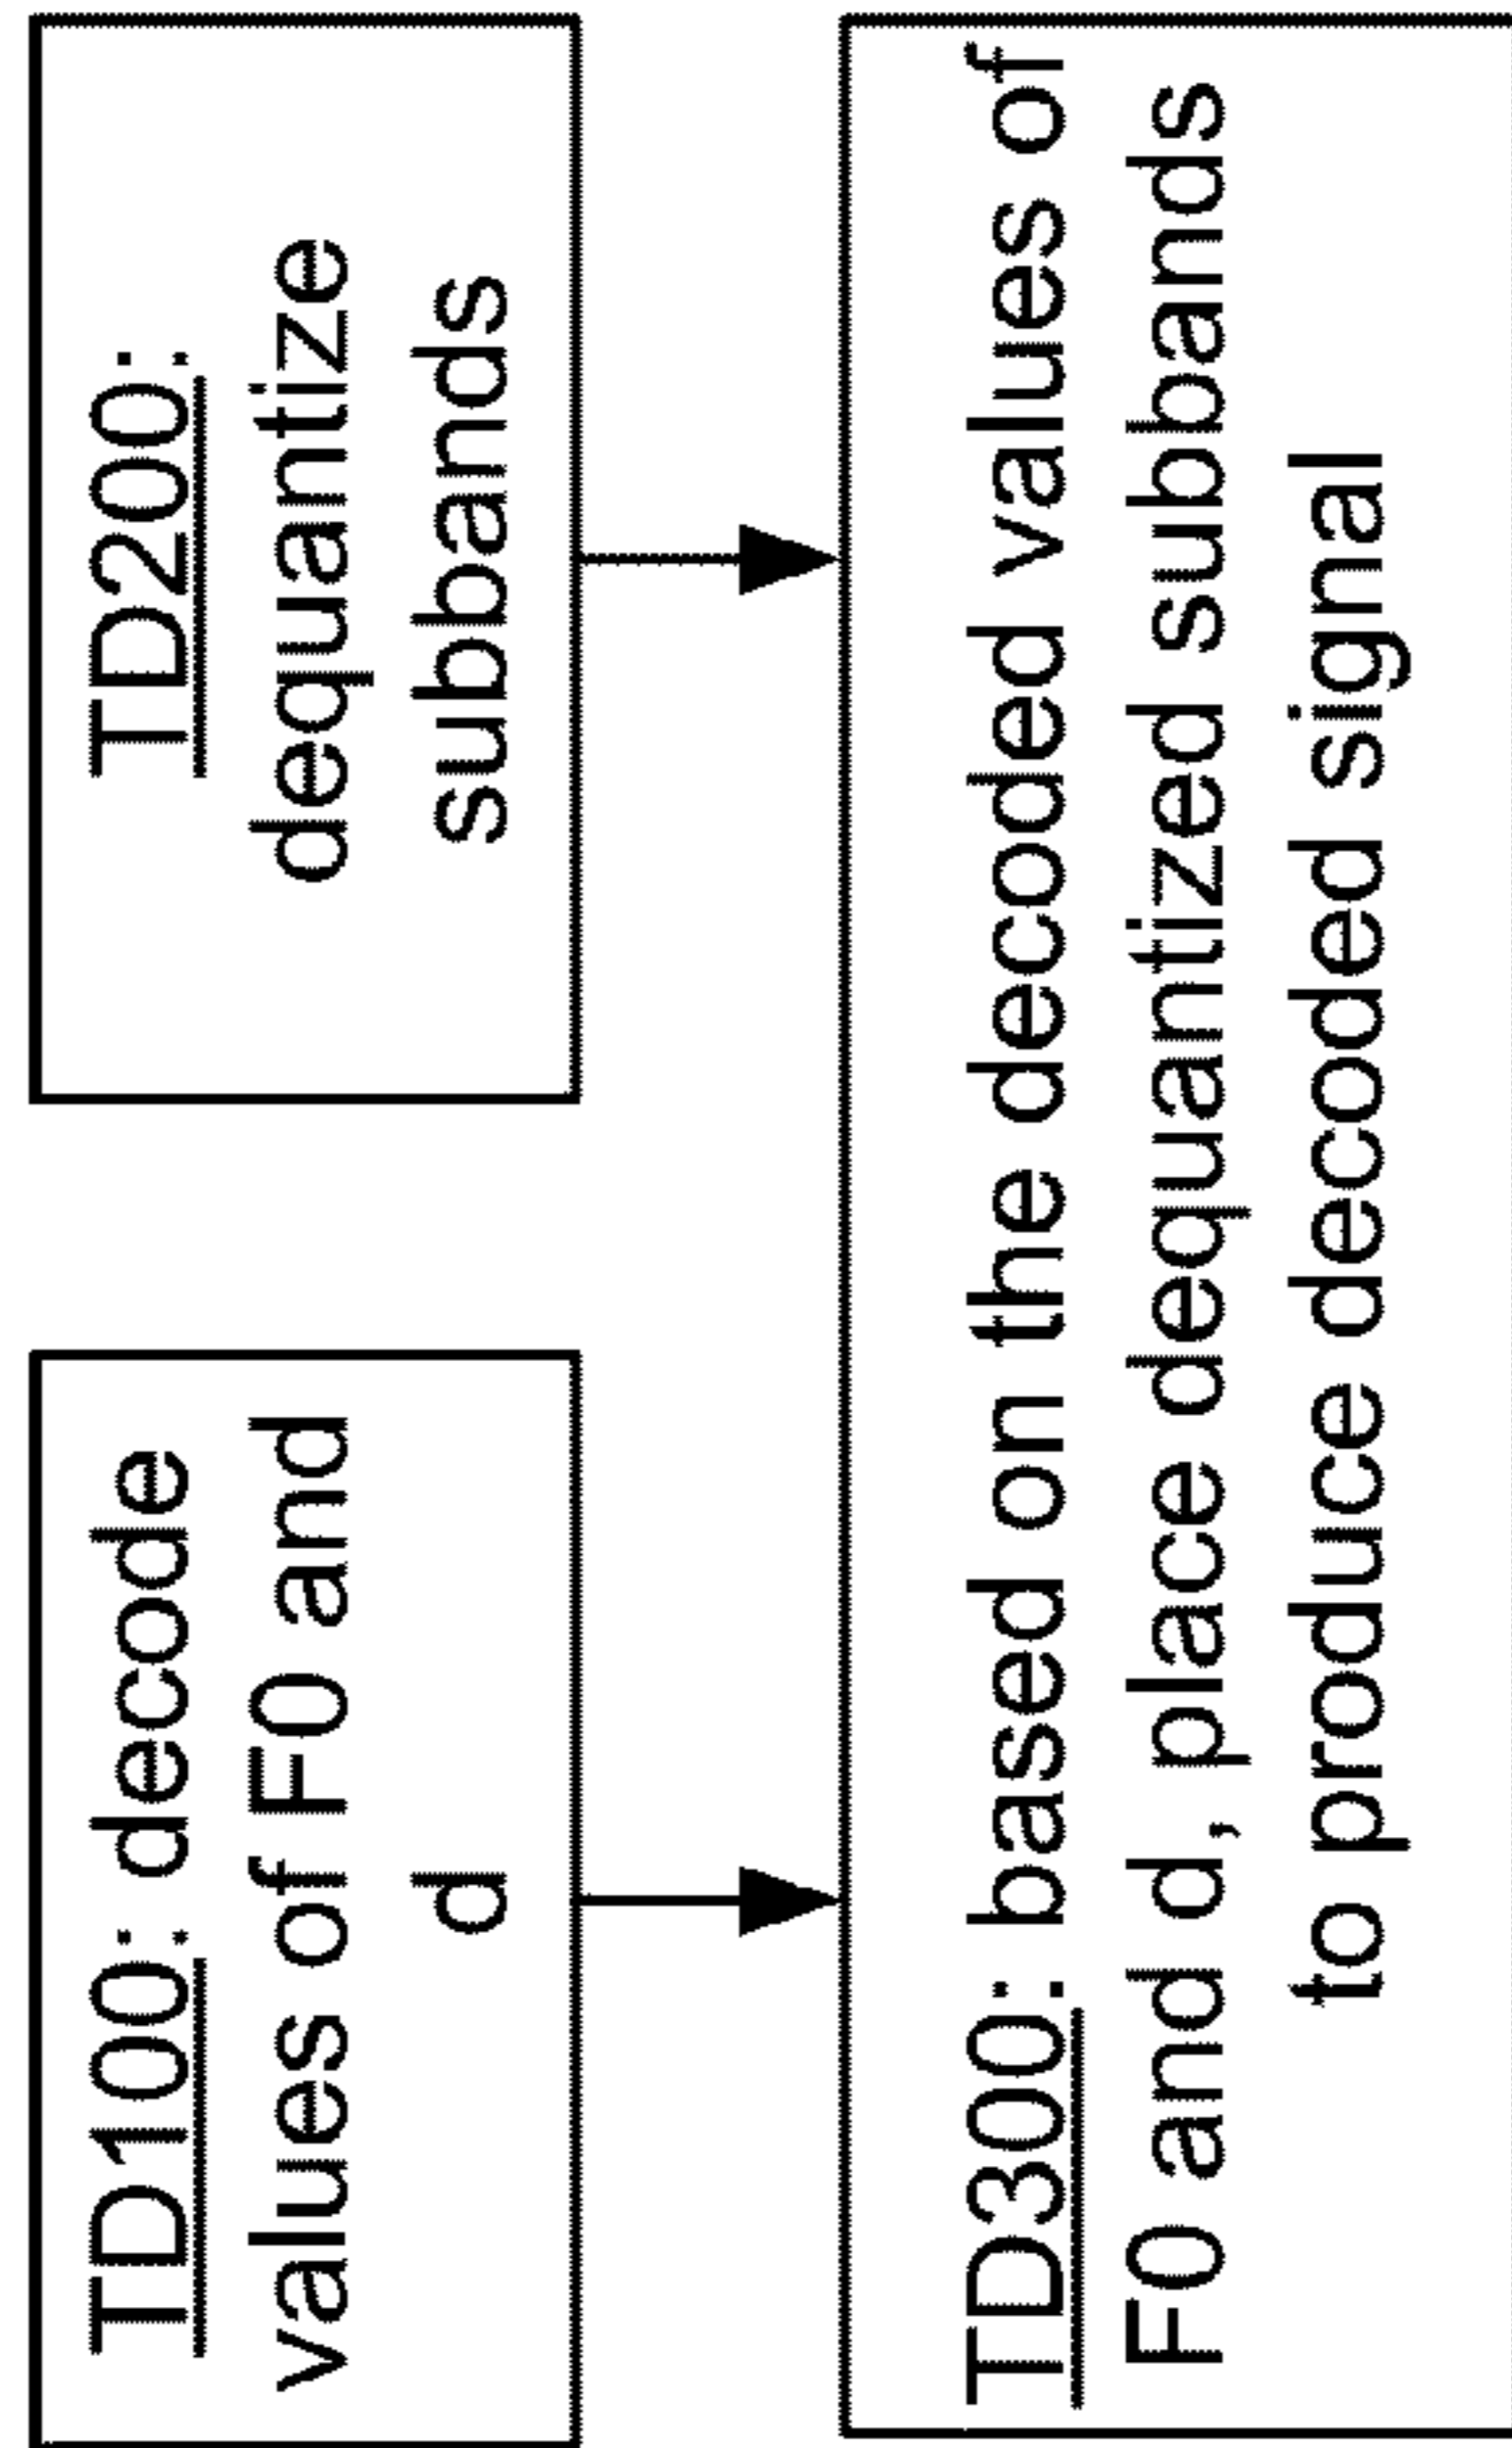 TD100: decode
values of F0 and
d
TD200:
dequantize
subbands
TD300: based on the decoded values of
F0 and d, place dequantized subbands
to produce decoded signal